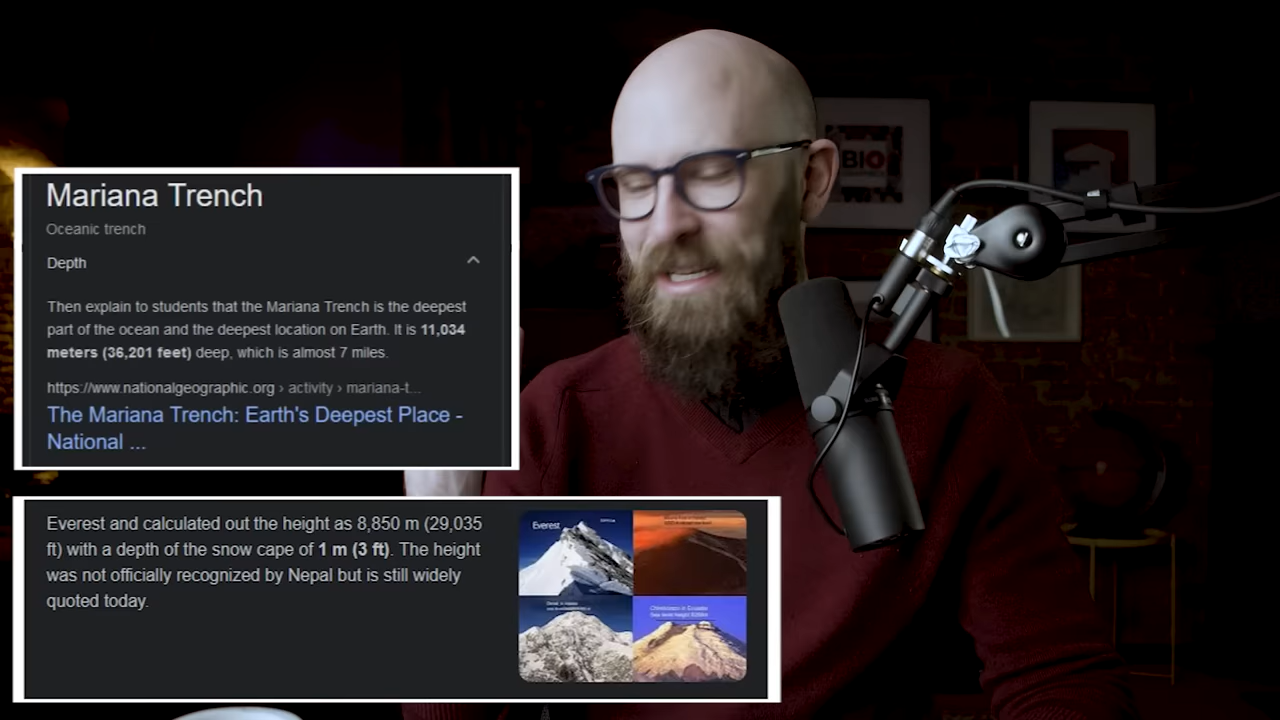 Mariana Trench
Oceanic trench
Depth
Then explain to students that the Mariana Trench is the deepest
part of the ocean and the deepest location on Earth. It is 11,034
meters (36,201 feet) deep, which is almost 7 miles.
https://www.nationalgeographic.org › activity › mariana-t...
The Mariana Trench: Earth's Deepest Place -
National ...
BIO
Everest and calculated out the height as 8,850 m (29,035
ft) with a depth of the snow cape of 1 m (3 ft). The height
was not officially recognized by Nepal but is still widely
quoted today.
Everest
Chimborazo in Ecuador